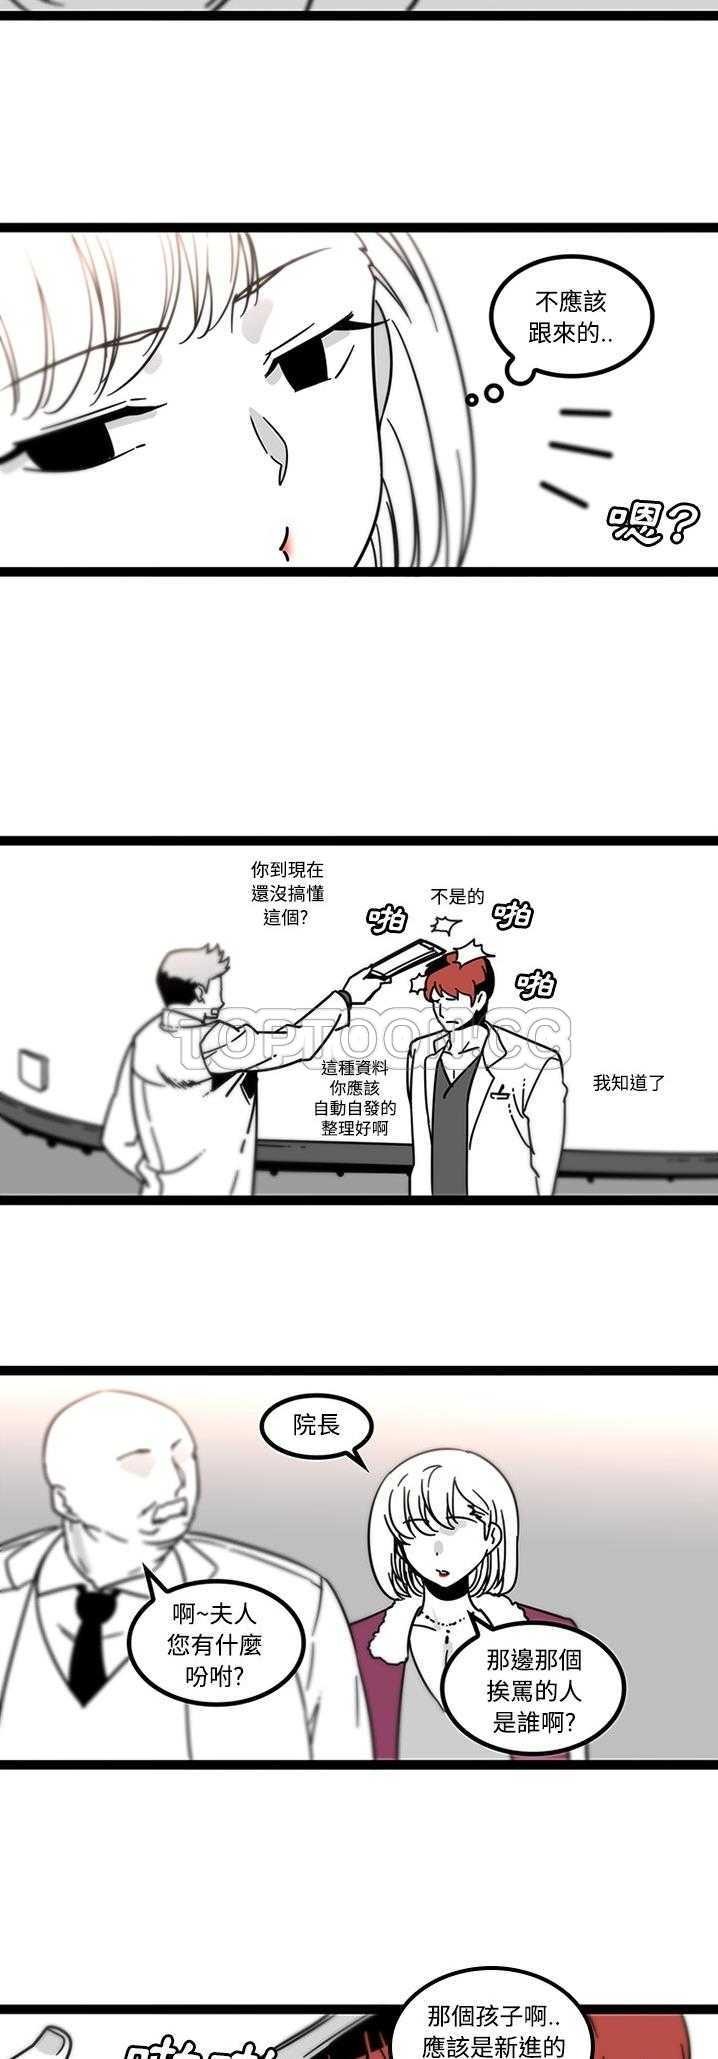 不應該
跟來的..
嗯?
你到現在
還沒搞懂
這個?
不是的
啪
啪
啪
TOPTOON.CC
這種資料
你應該
自動自發的
整理好啊
我知道了
院長
啊~夫人
您有什麼
吩咐?
那邊那個
挨罵的人
是誰啊?
那個孩子啊..
應該是新進的